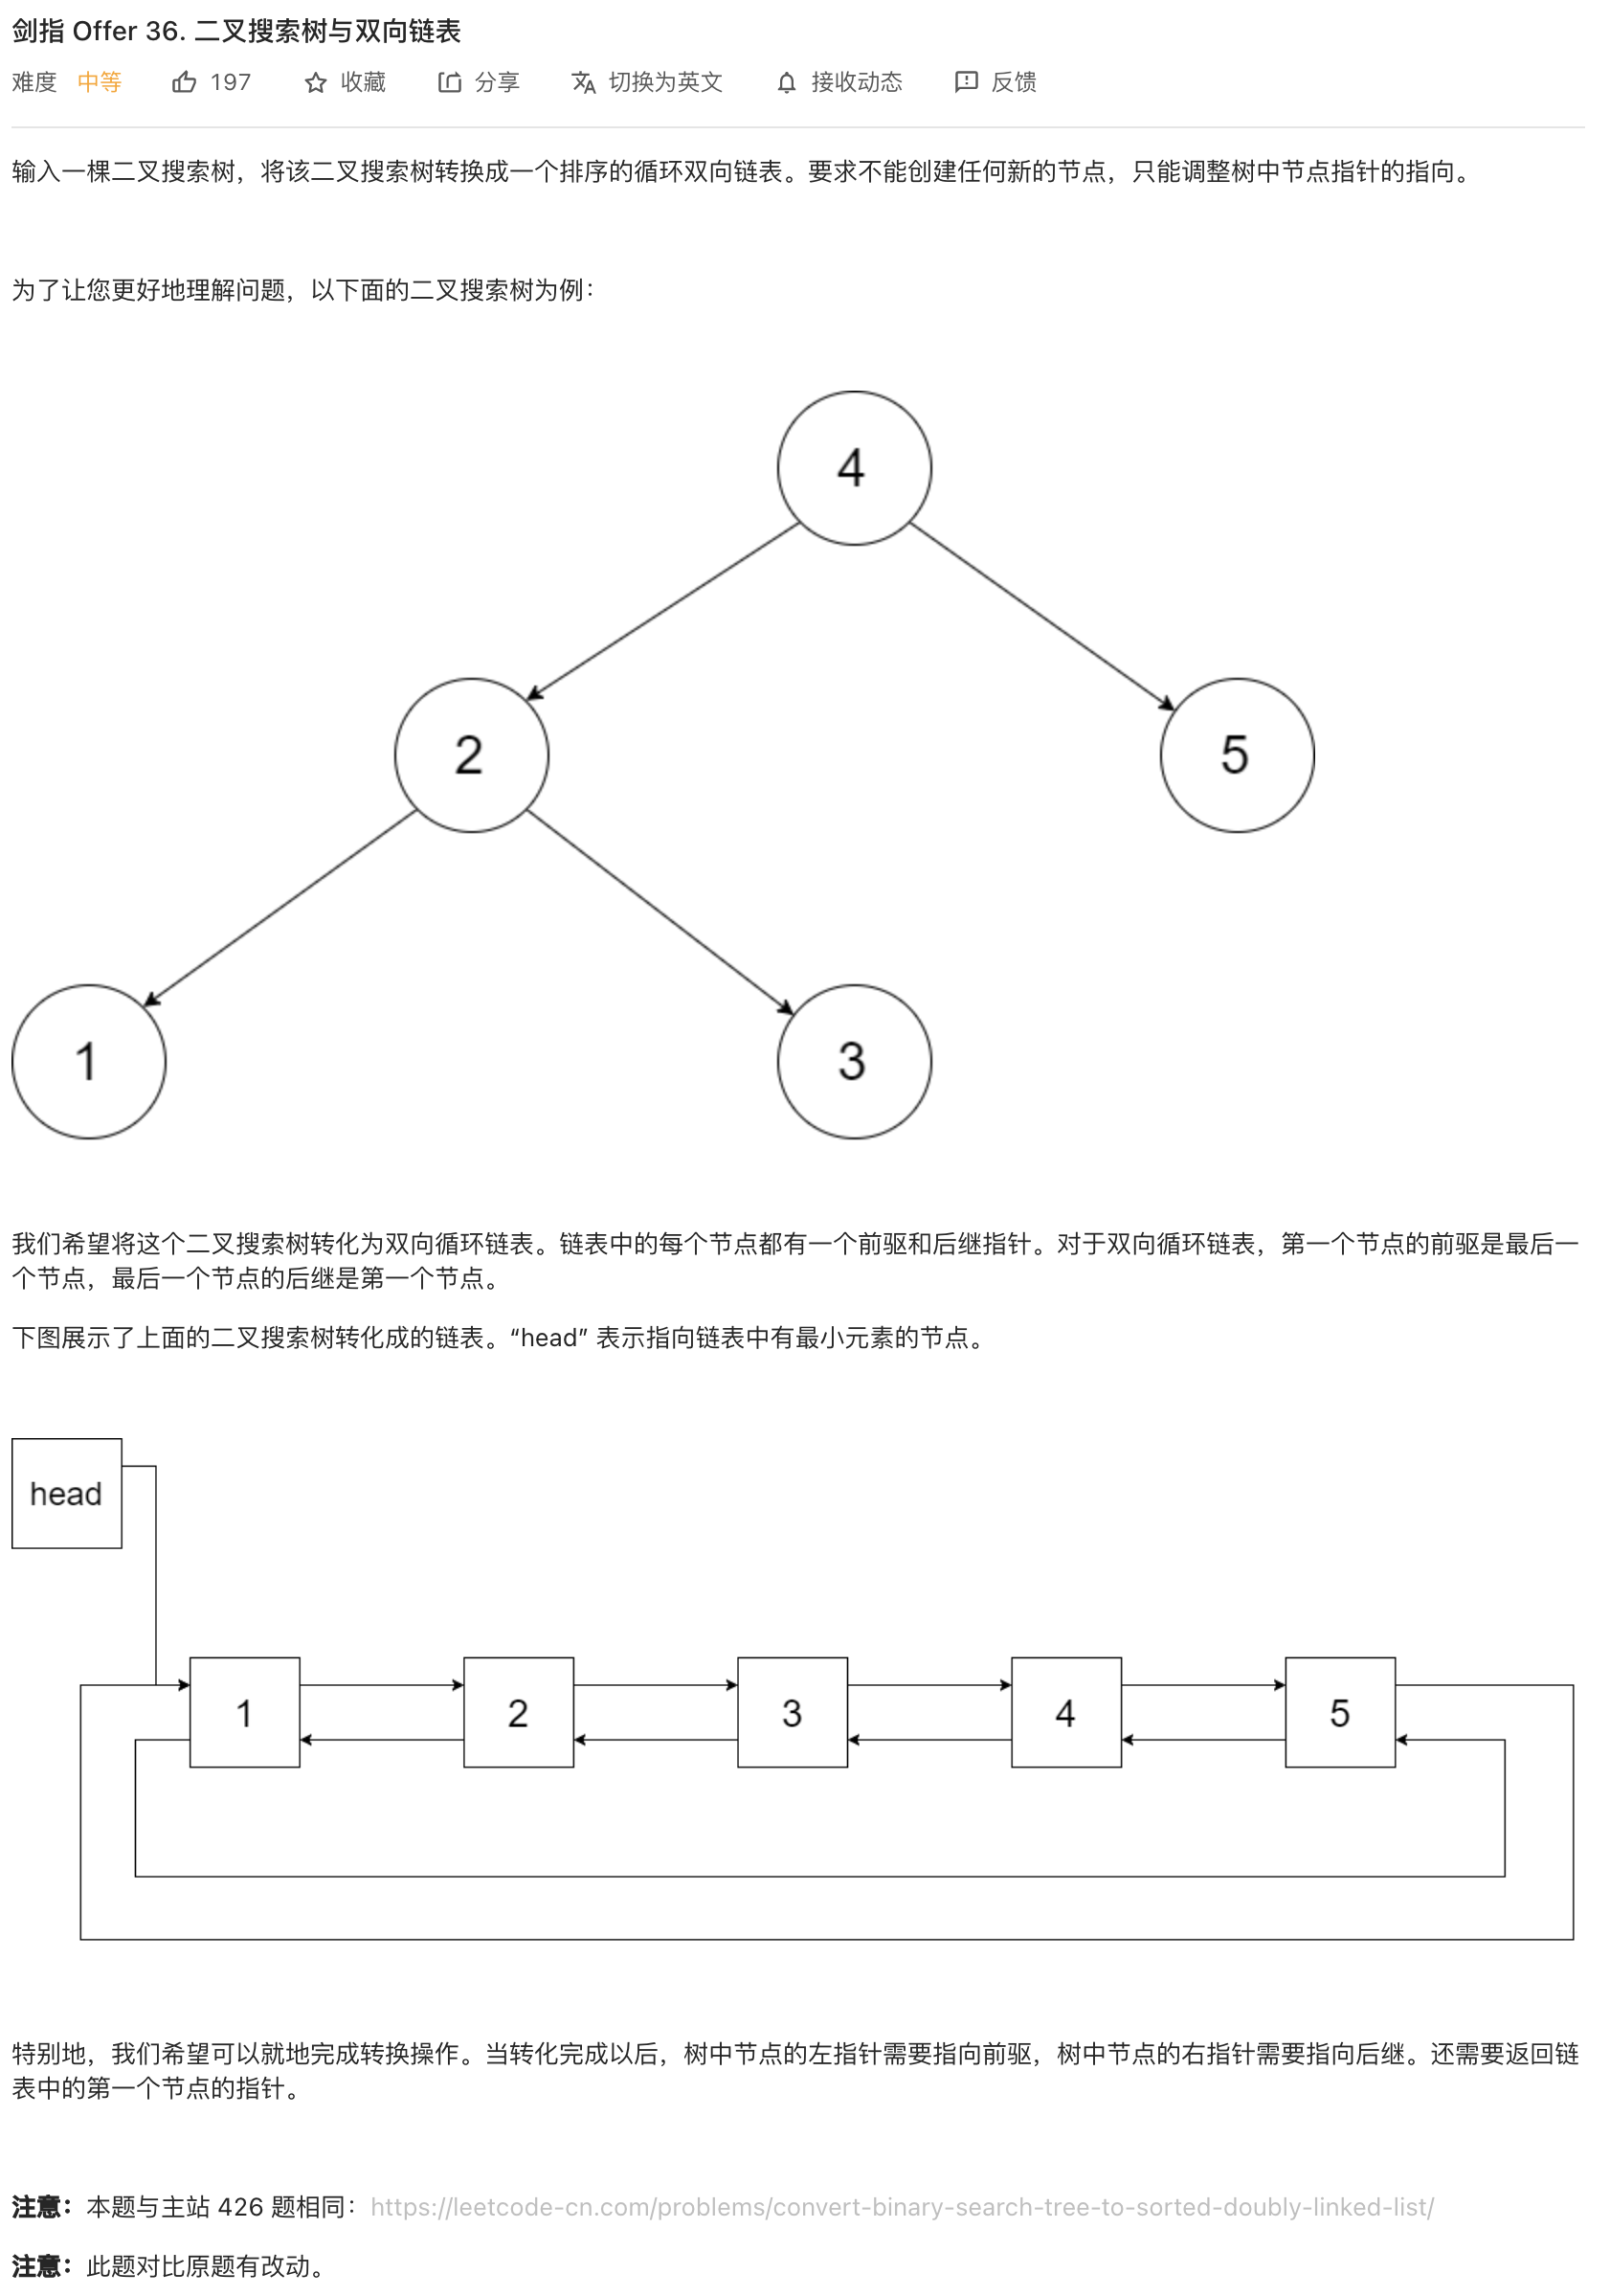 剑指 Offer 36. 二叉搜索树与双向链表
难度 中等 197 收藏 分享 切换为英文 接收动态 反馈
输入一棵二叉搜索树，将该二叉搜索树转换成一个排序的循环双向链表。要求不能创建任何新的节点，只能调整树中节点指针的指向。
为了让您更好地理解问题，以下面的二叉搜索树为例：
4
2 5
1 3
我们希望将这个二叉搜索树转化为双向循环链表。链表中的每个节点都有一个前驱和后继指针。对于双向循环链表，第一个节点的前驱是最后一
个节点，最后一个节点的后继是第一个节点。
下图展示了上面的二叉搜索树转化成的链表。“head” 表示指向链表中有最小元素的节点。
head
1 2 3 4 5
特别地，我们希望可以就地完成转换操作。当转化完成以后，树中节点的左指针需要指向前驱，树中节点的右指针需要指向后继。还需要返回链
表中的第一个节点的指针。
注意：本题与主站 426 题相同：https://leetcode-cn.com/problems/convert-binary-search-tree-to-sorted-doubly-linked-list/
注意：此题对比原题有改动。